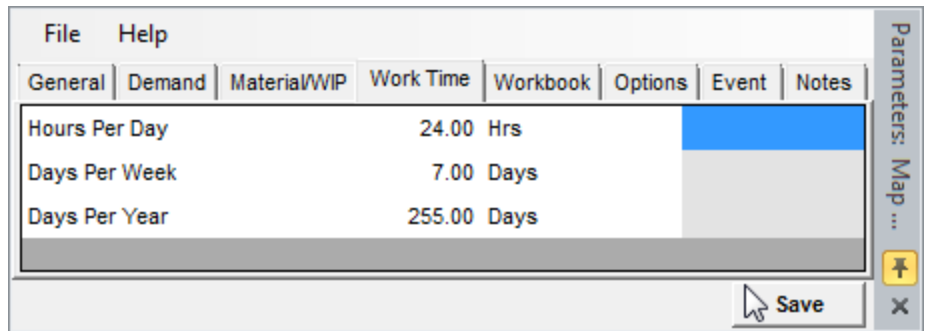 File Help
General Demand Material/WIP Work Time Workbook Options Event Notes
Hours Per Day 24.00 Hrs
Days Per Week 7.00 Days
Days Per Year 255.00 Days
Save
Parameters: Map ...